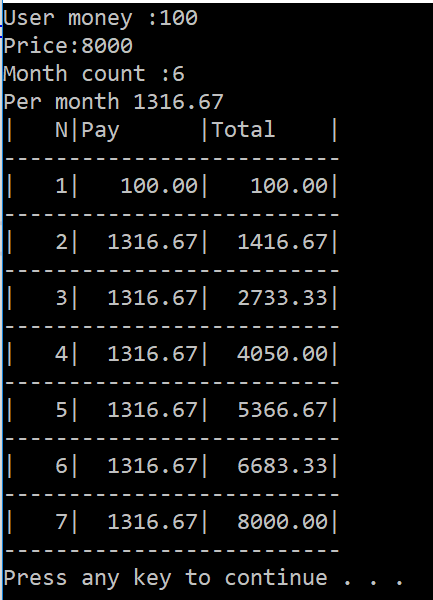 User money :100
Price:8000
Month count :6
Per month 1316.67
|   N|Pay      |Total    |
--------------------------
|   1|   100.00|   100.00|
--------------------------
|   2|  1316.67|  1416.67|
--------------------------
|   3|  1316.67|  2733.33|
--------------------------
|   4|  1316.67|  4050.00|
--------------------------
|   5|  1316.67|  5366.67|
--------------------------
|   6|  1316.67|  6683.33|
--------------------------
|   7|  1316.67|  8000.00|
--------------------------
Press any key to continue . . .